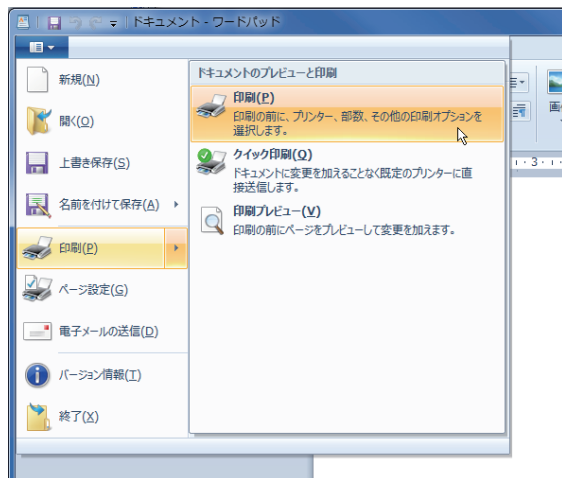 ドキュメント - ワードパッド
新規(N)
開く(O)
上書き保存(S)
名前を付けて保存(A)
印刷(P)
ページ設定(G)
電子メールの送信(D)
バージョン情報(T)
終了(X)
ドキュメントのプレビューと印刷
印刷(P)
印刷の前に、プリンター、部数、その他の印刷オプションを
選択します。
クイック印刷(Q)
ドキュメントに変更を加えることなく既定のプリンターに直
接送信します。
印刷プレビュー(V)
印刷の前にページをプレビューして変更を加えます。
画
3